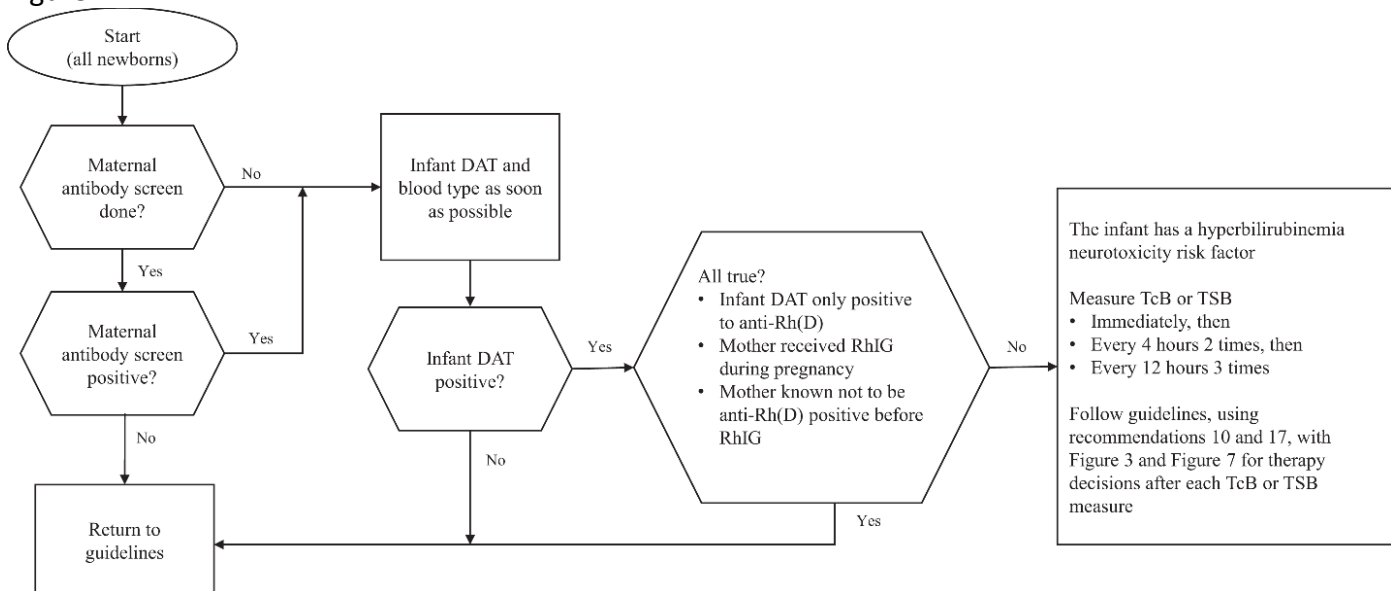 Start
(all newborns)
Maternal
antibody screen
done?
No
Infant DAT and
blood type as soon
as possible
Yes
Maternal
antibody screen
positive?
Yes
No
Return to
guidelines
Infant DAT
positive?
Yes
No
All true?
• Infant DAT only positive
to anti-Rh(D)
• Mother received RhIG
during pregnancy
• Mother known not to be
anti-Rh(D) positive before
RhIG
No
Yes
The infant has a hyperbilirubinemia
neurotoxicity risk factor
Measure TcB or TSB
• Immediately, then
• Every 4 hours 2 times, then
• Every 12 hours 3 times
Follow guidelines, using
recommendations 10 and 17, with
Figure 3 and Figure 7 for therapy
decisions after each TcB or TSB
measure